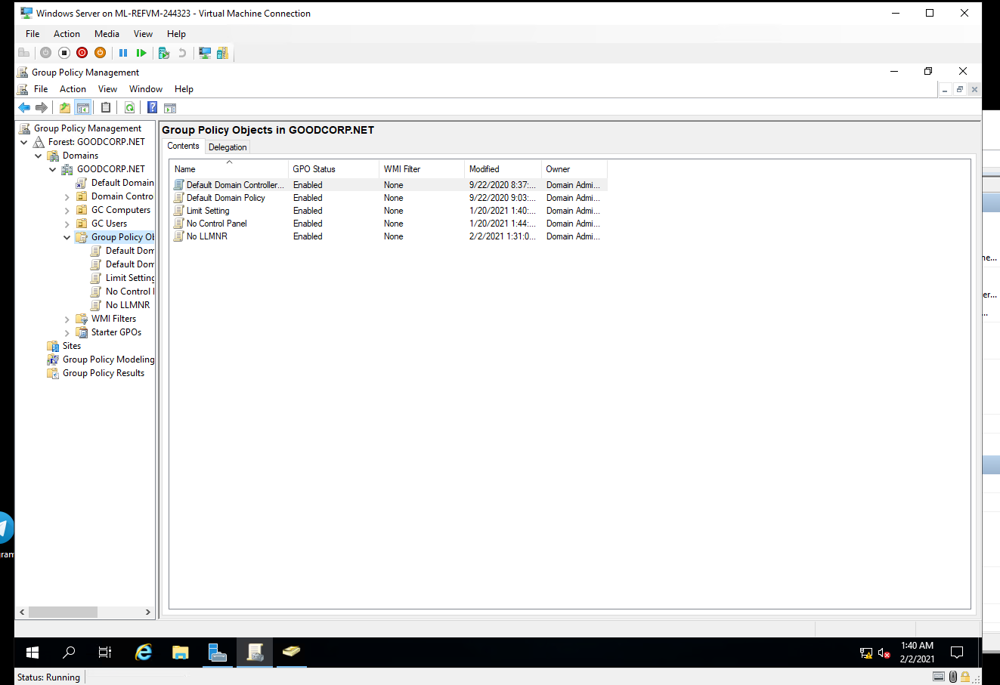 Windows Server on ML-REFVM-244323 - Virtual Machine Connection
File Action Media View Help
Group Policy Management
File Action View Window Help
Group Policy Management
Forest: GOODCORP.NET
Domains
GOODCORP.NET
Default Domain
Domain Contro
GC Computers
GC Users
Group Policy Ob
Default Dom
Default Dom
Limit Setting
No Control
No LLMNR
WMI Filters
Starter GPOs
Sites
Group Policy Modeling
Group Policy Results
Group Policy Objects in GOODCORP.NET
Contents Delegation
Name GPO Status WMI Filter Modified Owner
Default Domain Controller... Enabled None 9/22/2020 8:37:... Domain Admi...
Default Domain Policy Enabled None 9/22/2020 9:03:... Domain Admi...
Limit Setting Enabled None 1/20/2021 1:40:... Domain Admi...
No Control Panel Enabled None 1/20/2021 1:44:... Domain Admi...
No LLMNR Enabled None 2/2/2021 1:31:0... Domain Admi...
ne...
er...
...
gram
1:40 AM
2/2/2021
Status: Running